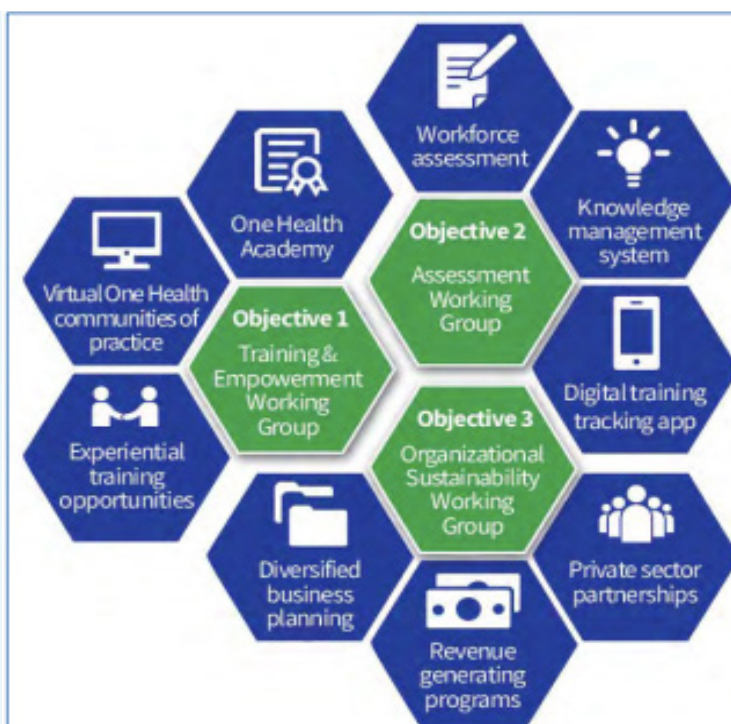 Workforce
assessment
One Health
Academy
Knowledge
management
system
Objective 2
Assessment
Working
Group
Virtual One Health
communities of
practice
Objective 1
Training &
Empowerment
Working
Group
Digital training
tracking app
Objective 3
Organizational
Sustainability
Working
Group
Experiential
training
opportunities
Diversified
business
planning
Private sector
partnerships
Revenue
generating
programs